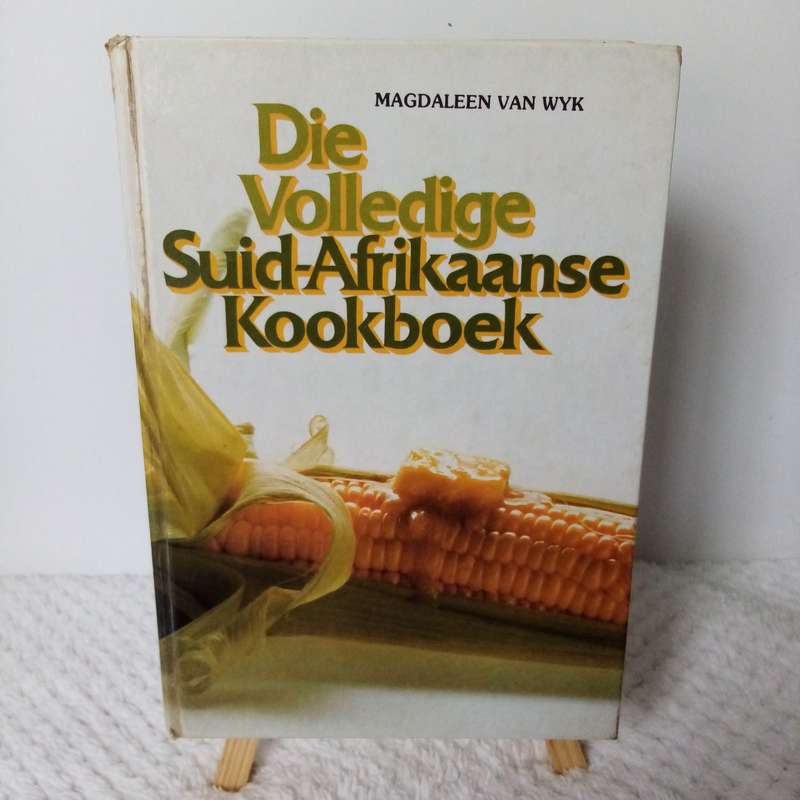 MAGDALEEN VAN WYK
Die
Volledige
Suid-Afrikaanse
Kookboek